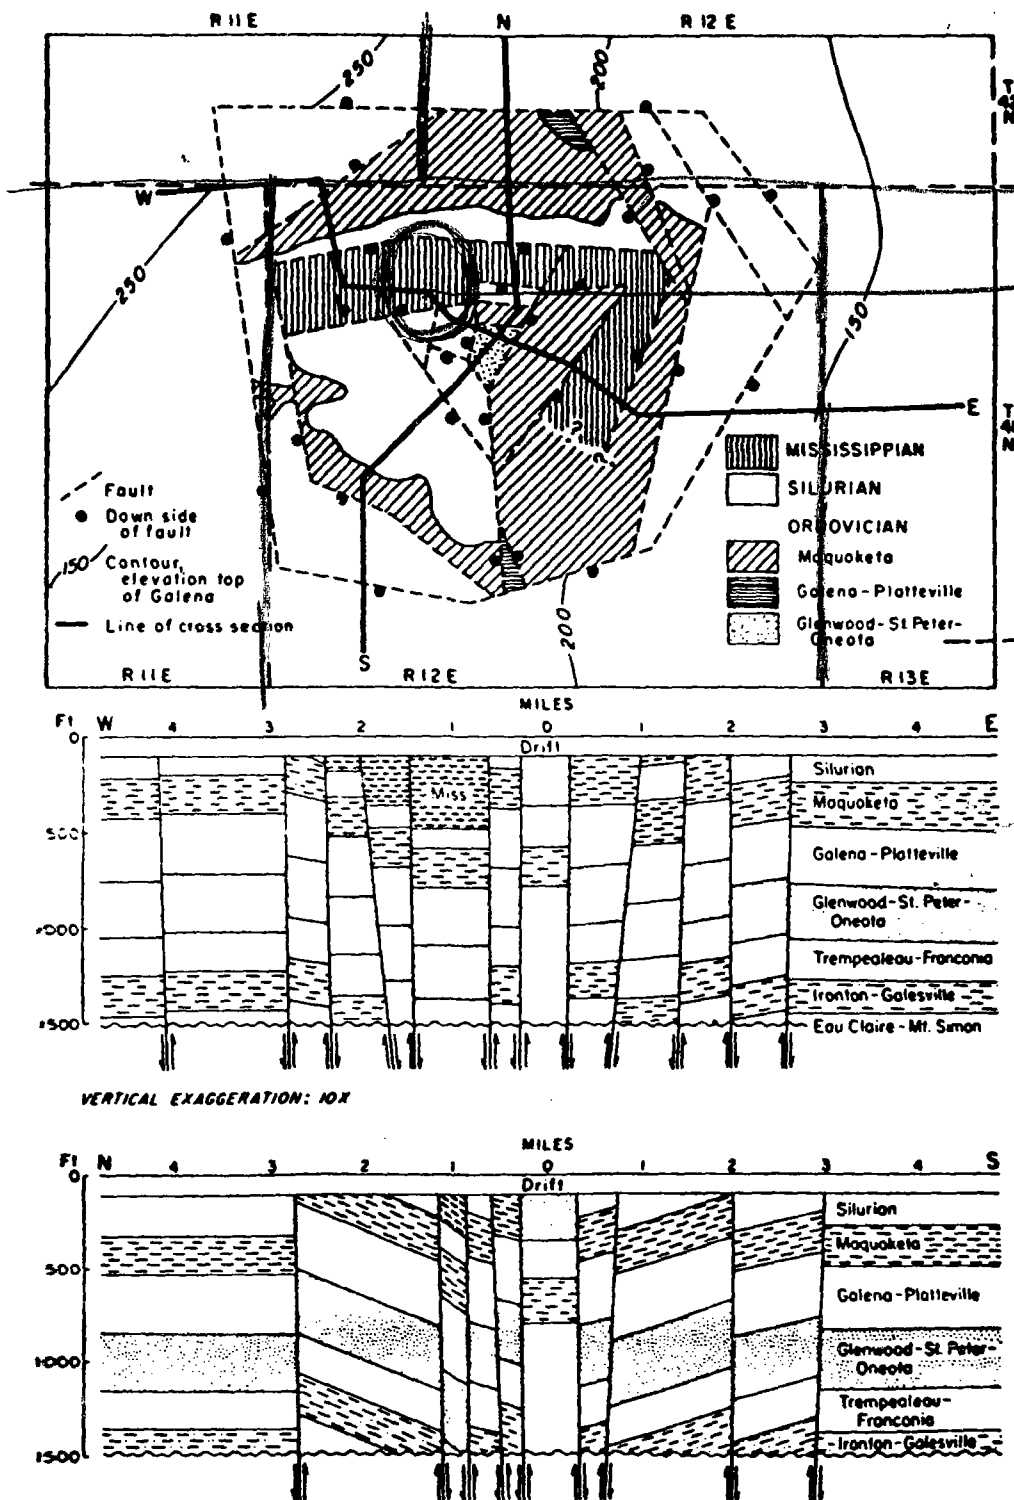 R 11 E
N
R 12 E
250
200
T
42
N
W
250
150
E
T
N
MISSISSIPPIAN
SILURIAN
ORDOVICIAN
Maquoketa
Galena-Platteville
Glenwood-St. Peter-
Oneota
Fault
Down side
of fault
150
Contour,
elevation top
of Galena
Line of cross section
? ?
200
S
R 11 E
R 12 E
R 13 E
MILES
Ft W 4 3 2 1 0 1 2 3 4 E
0
Drift
Silurian
Miss
Maquoketa
500
Galena-Platteville
Glenwood-St. Peter-
Oneota
1000
Trempealeau-Franconia
Ironton-Galesville
1500
Eau Claire-Mt. Simon
VERTICAL EXAGGERATION: 10X
MILES
Ft N 4 3 2 1 0 1 2 3 4 S
0
Drift
Silurian
Maquoketa
500
Galena-Platteville
Glenwood-St. Peter-
Oneota
1000
Trempealeau-
Franconia
Ironton-Galesville
1500